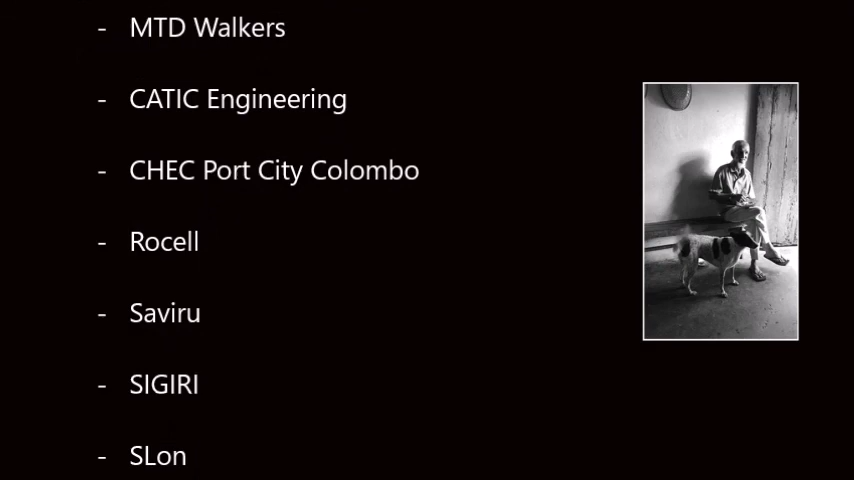 - MTD Walkers
- CATIC Engineering
- CHEC Port City Colombo
- Rocell
- Saviru
- SIGIRI
- SLon